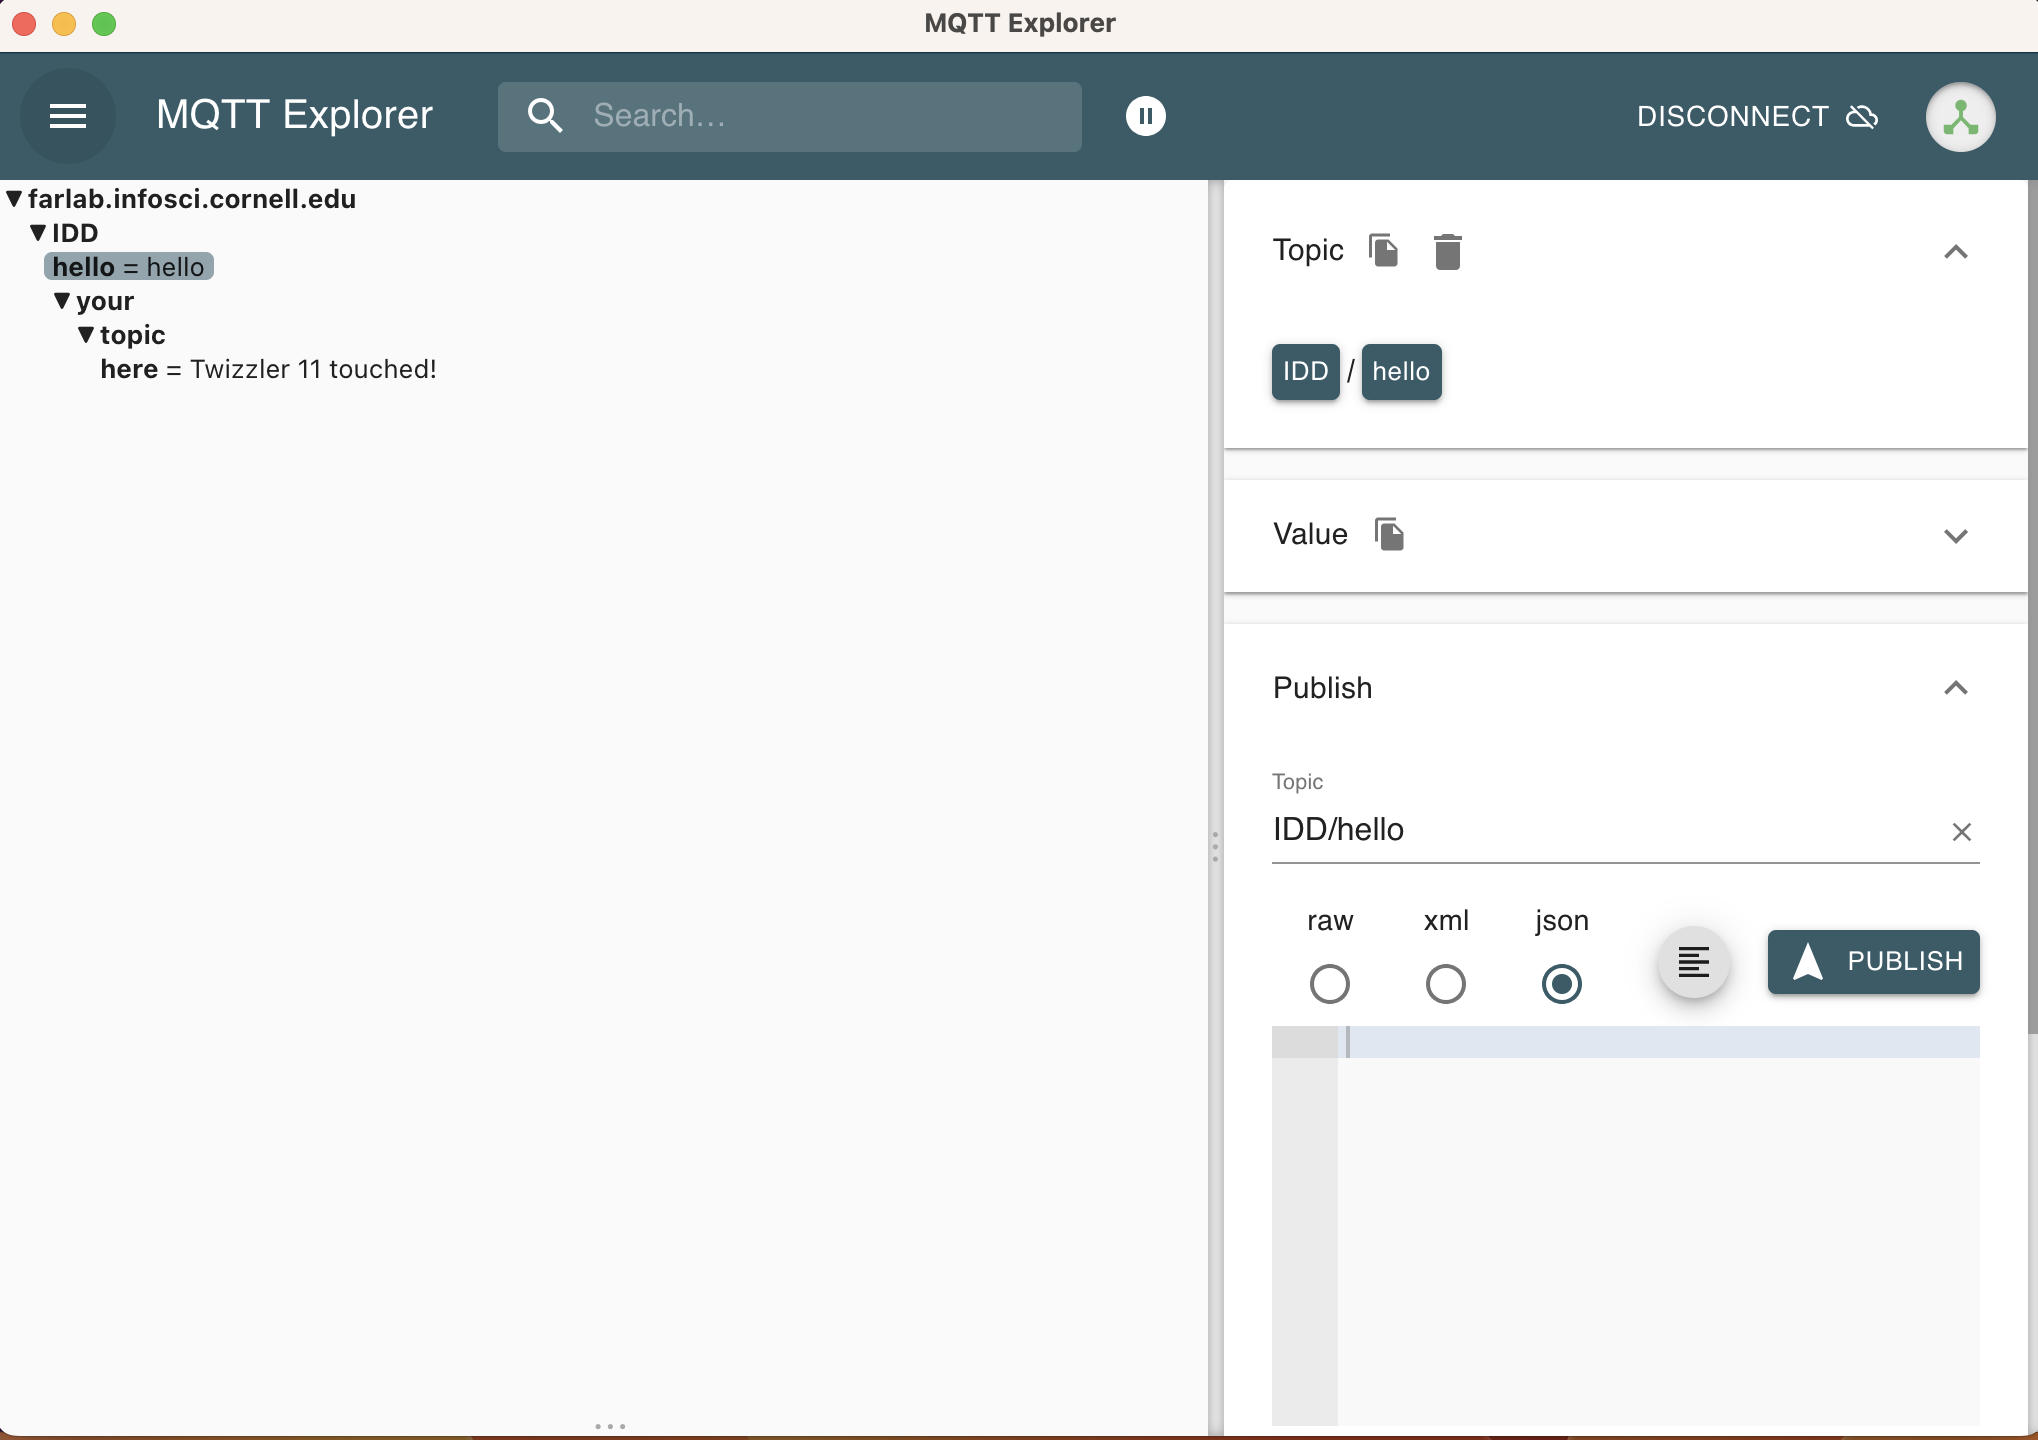 MQTT Explorer
MQTT Explorer
Search...
DISCONNECT
farlab.infosci.cornell.edu
IDD
hello = hello
your
topic
here = Twizzler 11 touched!
Topic
IDD / hello
Value
Publish
Topic
IDD/hello
raw xml json
PUBLISH